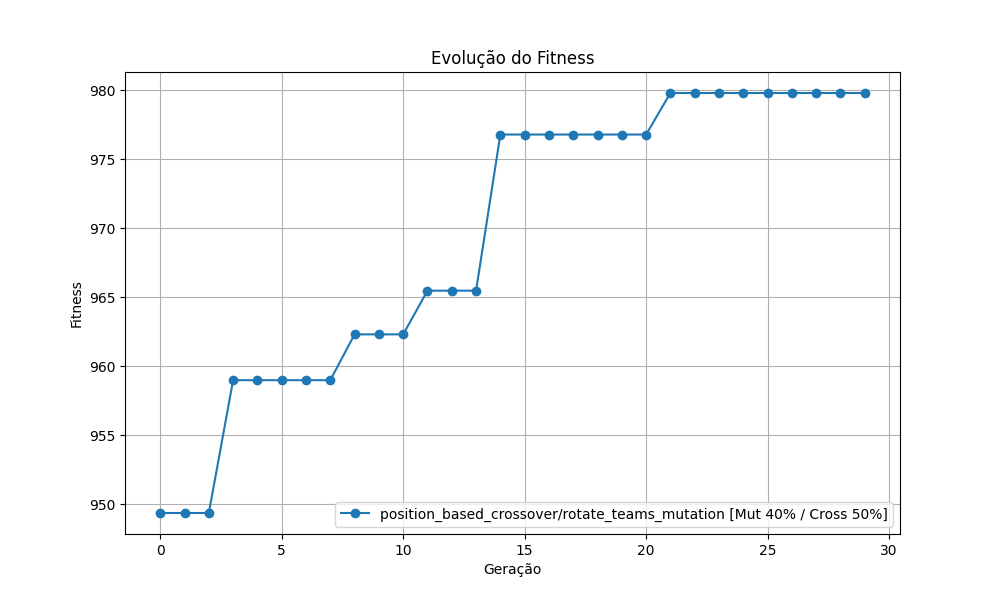 Evolução do Fitness
Fitness
980
975
970
965
960
955
950
position_based_crossover/rotate_teams_mutation [Mut 40% / Cross 50%]
0 5 10 15 20 25 30
Geração